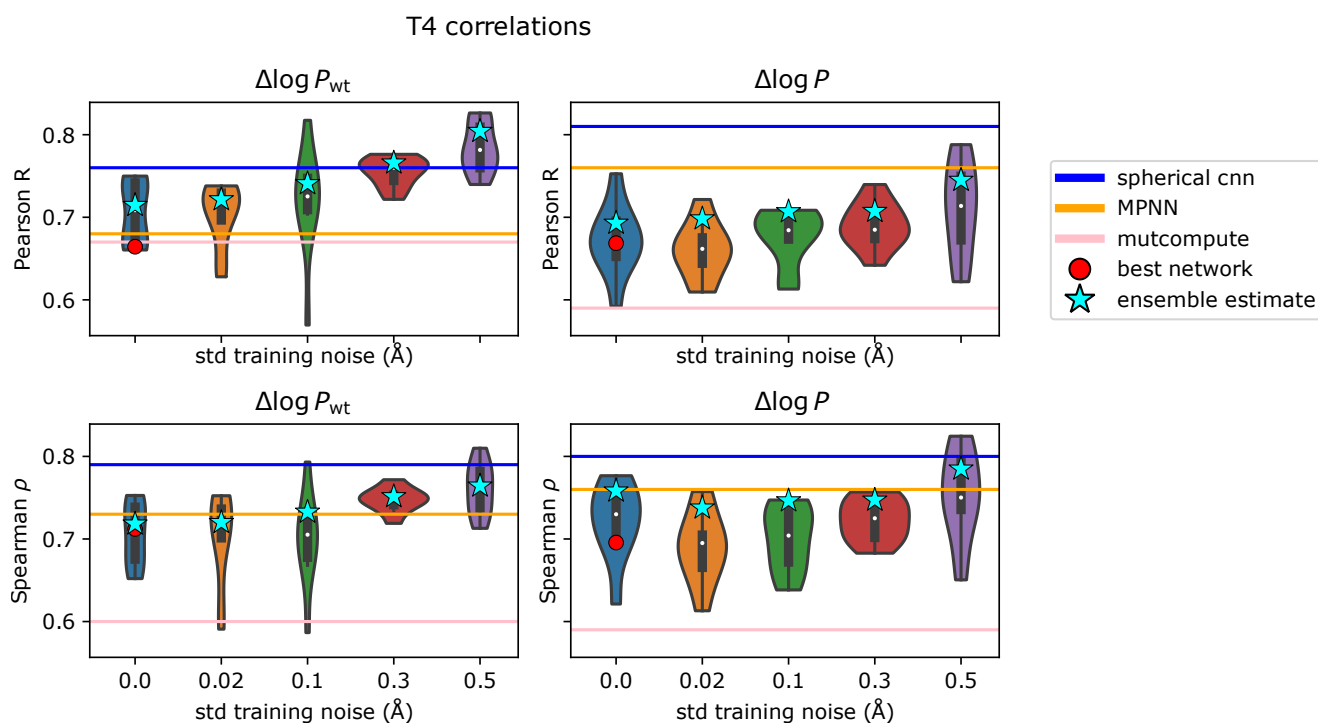 T4 correlations
Δlog P_wt
Δlog P
Pearson R
0.8
0.7
0.6
std training noise (Å)
Pearson R
std training noise (Å)
spherical cnn
MPNN
mutcompute
best network
ensemble estimate
Δlog P_wt
Δlog P
Spearman ρ
0.8
0.7
0.6
0.0 0.02 0.1 0.3 0.5
std training noise (Å)
Spearman ρ
0.0 0.02 0.1 0.3 0.5
std training noise (Å)